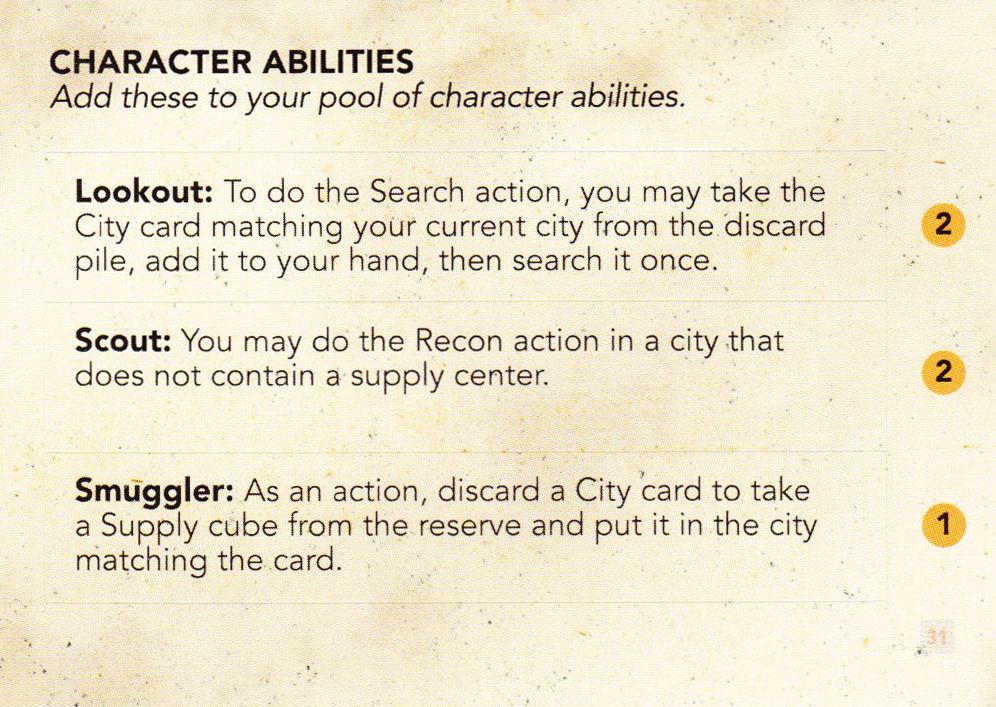 CHARACTER ABILITIES
Add these to your pool of character abilities.
Lookout: To do the Search action, you may take the
City card matching your current city from the discard
pile, add it to your hand, then search it once.
2
Scout: You may do the Recon action in a city that
does not contain a supply center.
2
Smuggler: As an action, discard a City card to take
a Supply cube from the reserve and put it in the city
matching the card.
1
31